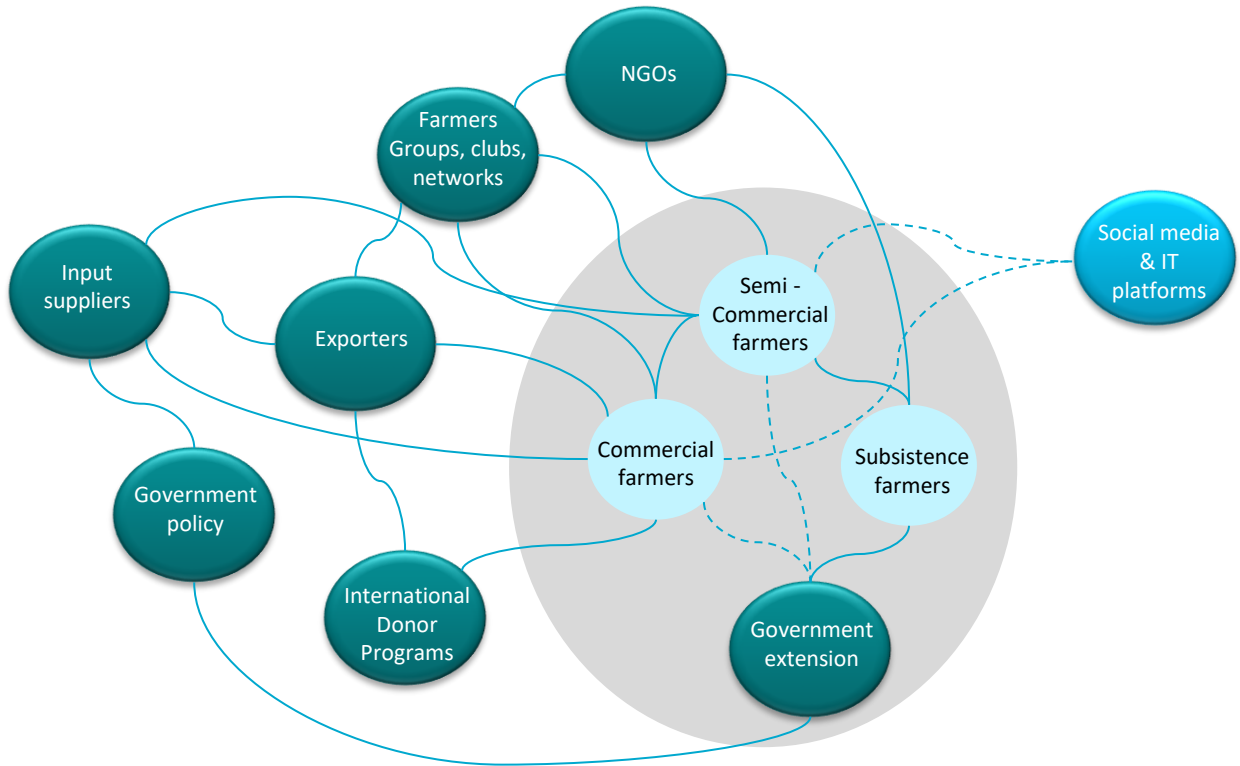 NGOs
Farmers
Groups, clubs,
networks
Social media
& IT
platforms
Input
suppliers
Semi -
Commercial
farmers
Exporters
Commercial
farmers
Subsistence
farmers
Government
policy
International
Donor
Programs
Government
extension